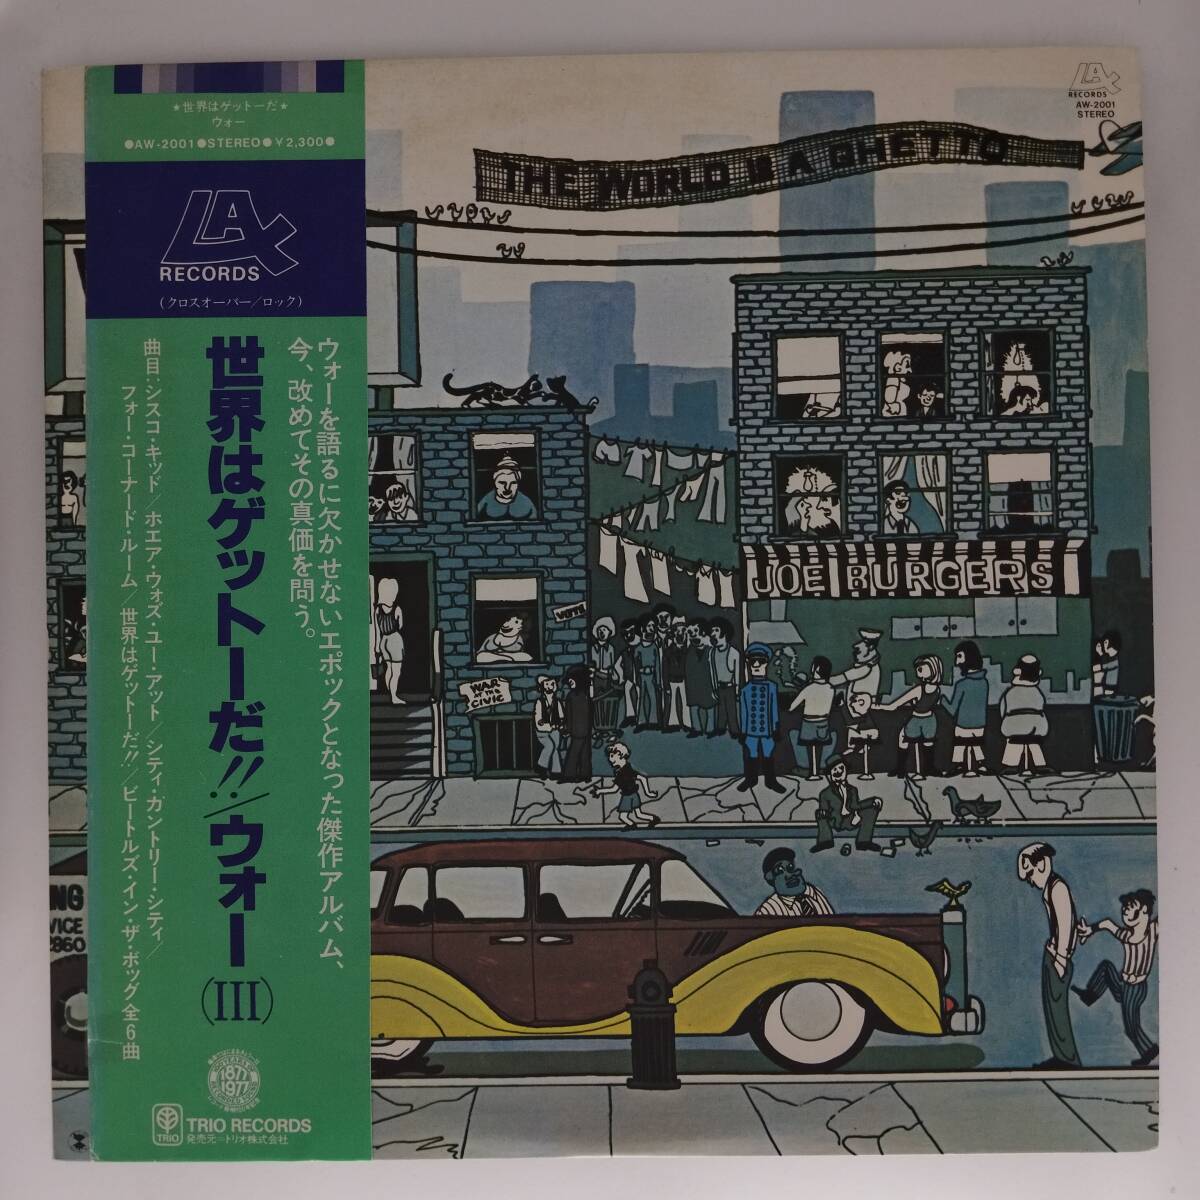 ★世界はゲットーだ★
ウォー
●AW-2001●STEREO●¥2,300●
LAX
RECORDS
(クロスオーバー/ロック)
ウォーを語るに欠かせないエポックとなった傑作アルバム、
今、改めてその真価を問う。
世界はゲットーだ!!/ウォー
(III)
曲目:シスコ・キッド/ホエア・ウォズ・ユー・アット/シティ・カントリー・シティ/
フォー・コーナード・ルーム/世界はゲットーだ!!/ビートルズ・イン・ザ・ボッグ全6曲
1877
1977
TRIO
TRIO RECORDS
発売元=トリオ株式会社
LAX
RECORDS
AW-2001
STEREO
THE WORLD IS A GHETTO
JOE BURGERS
VOTE
WAR
AT THE
CIVIC
NG
VICE
2860